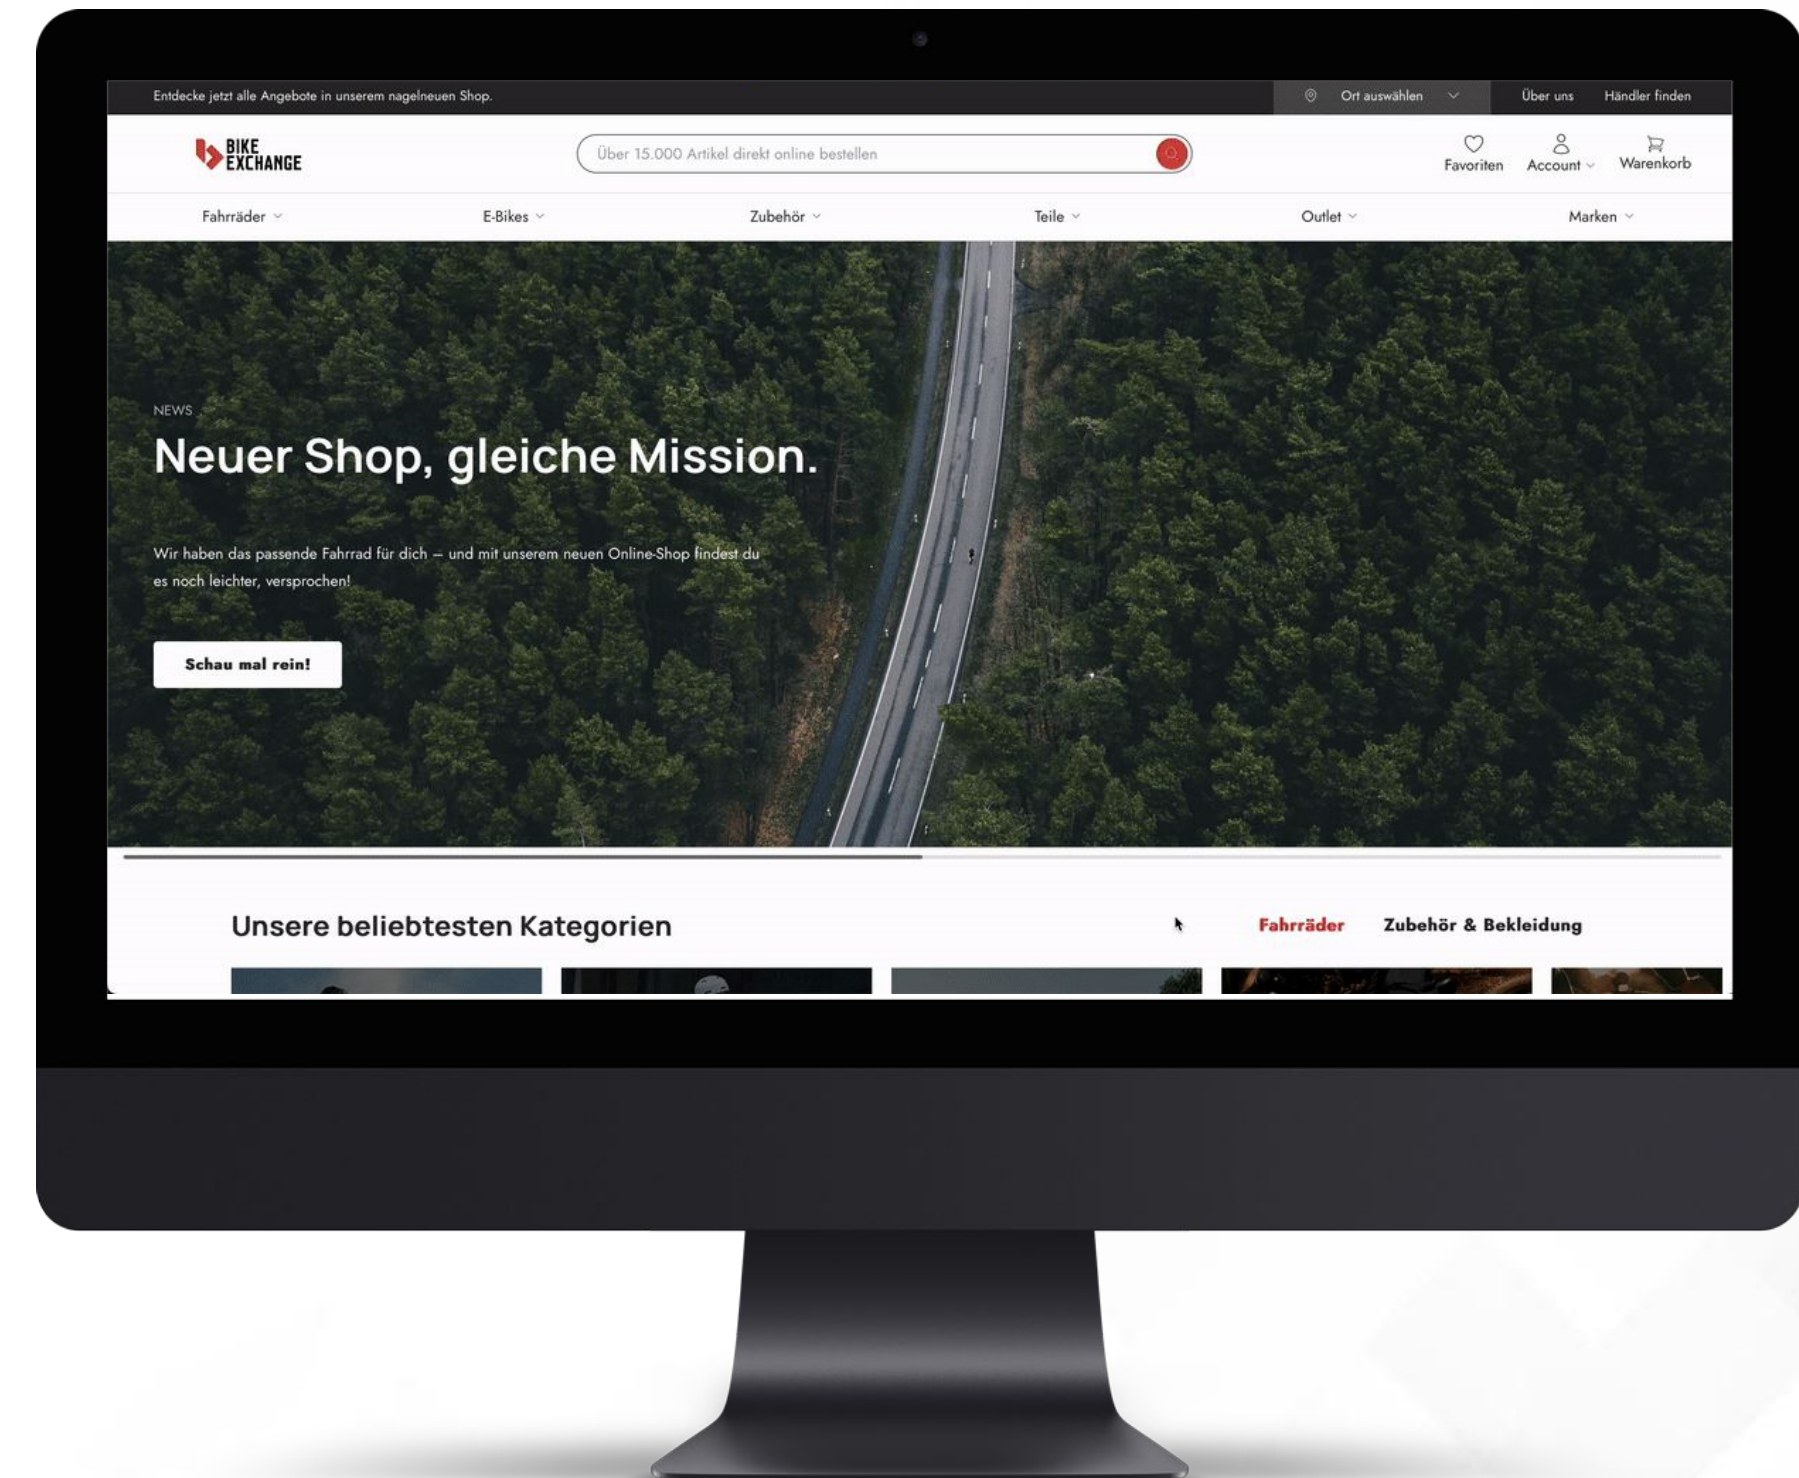 Entdecke jetzt alle Angebote in unserem nagelneuen Shop.
Ort auswählen
Über uns
Händler finden
BIKE
EXCHANGE
Über 15.000 Artikel direkt online bestellen
Favoriten
Account
Warenkorb
Fahrräder
E-Bikes
Zubehör
Teile
Outlet
Marken
NEWS
Neuer Shop, gleiche Mission.
Wir haben das passende Fahrrad für dich – und mit unserem neuen Online-Shop findest du
es noch leichter, versprochen!
Schau mal rein!
Unsere beliebtesten Kategorien
Fahrräder
Zubehör & Bekleidung